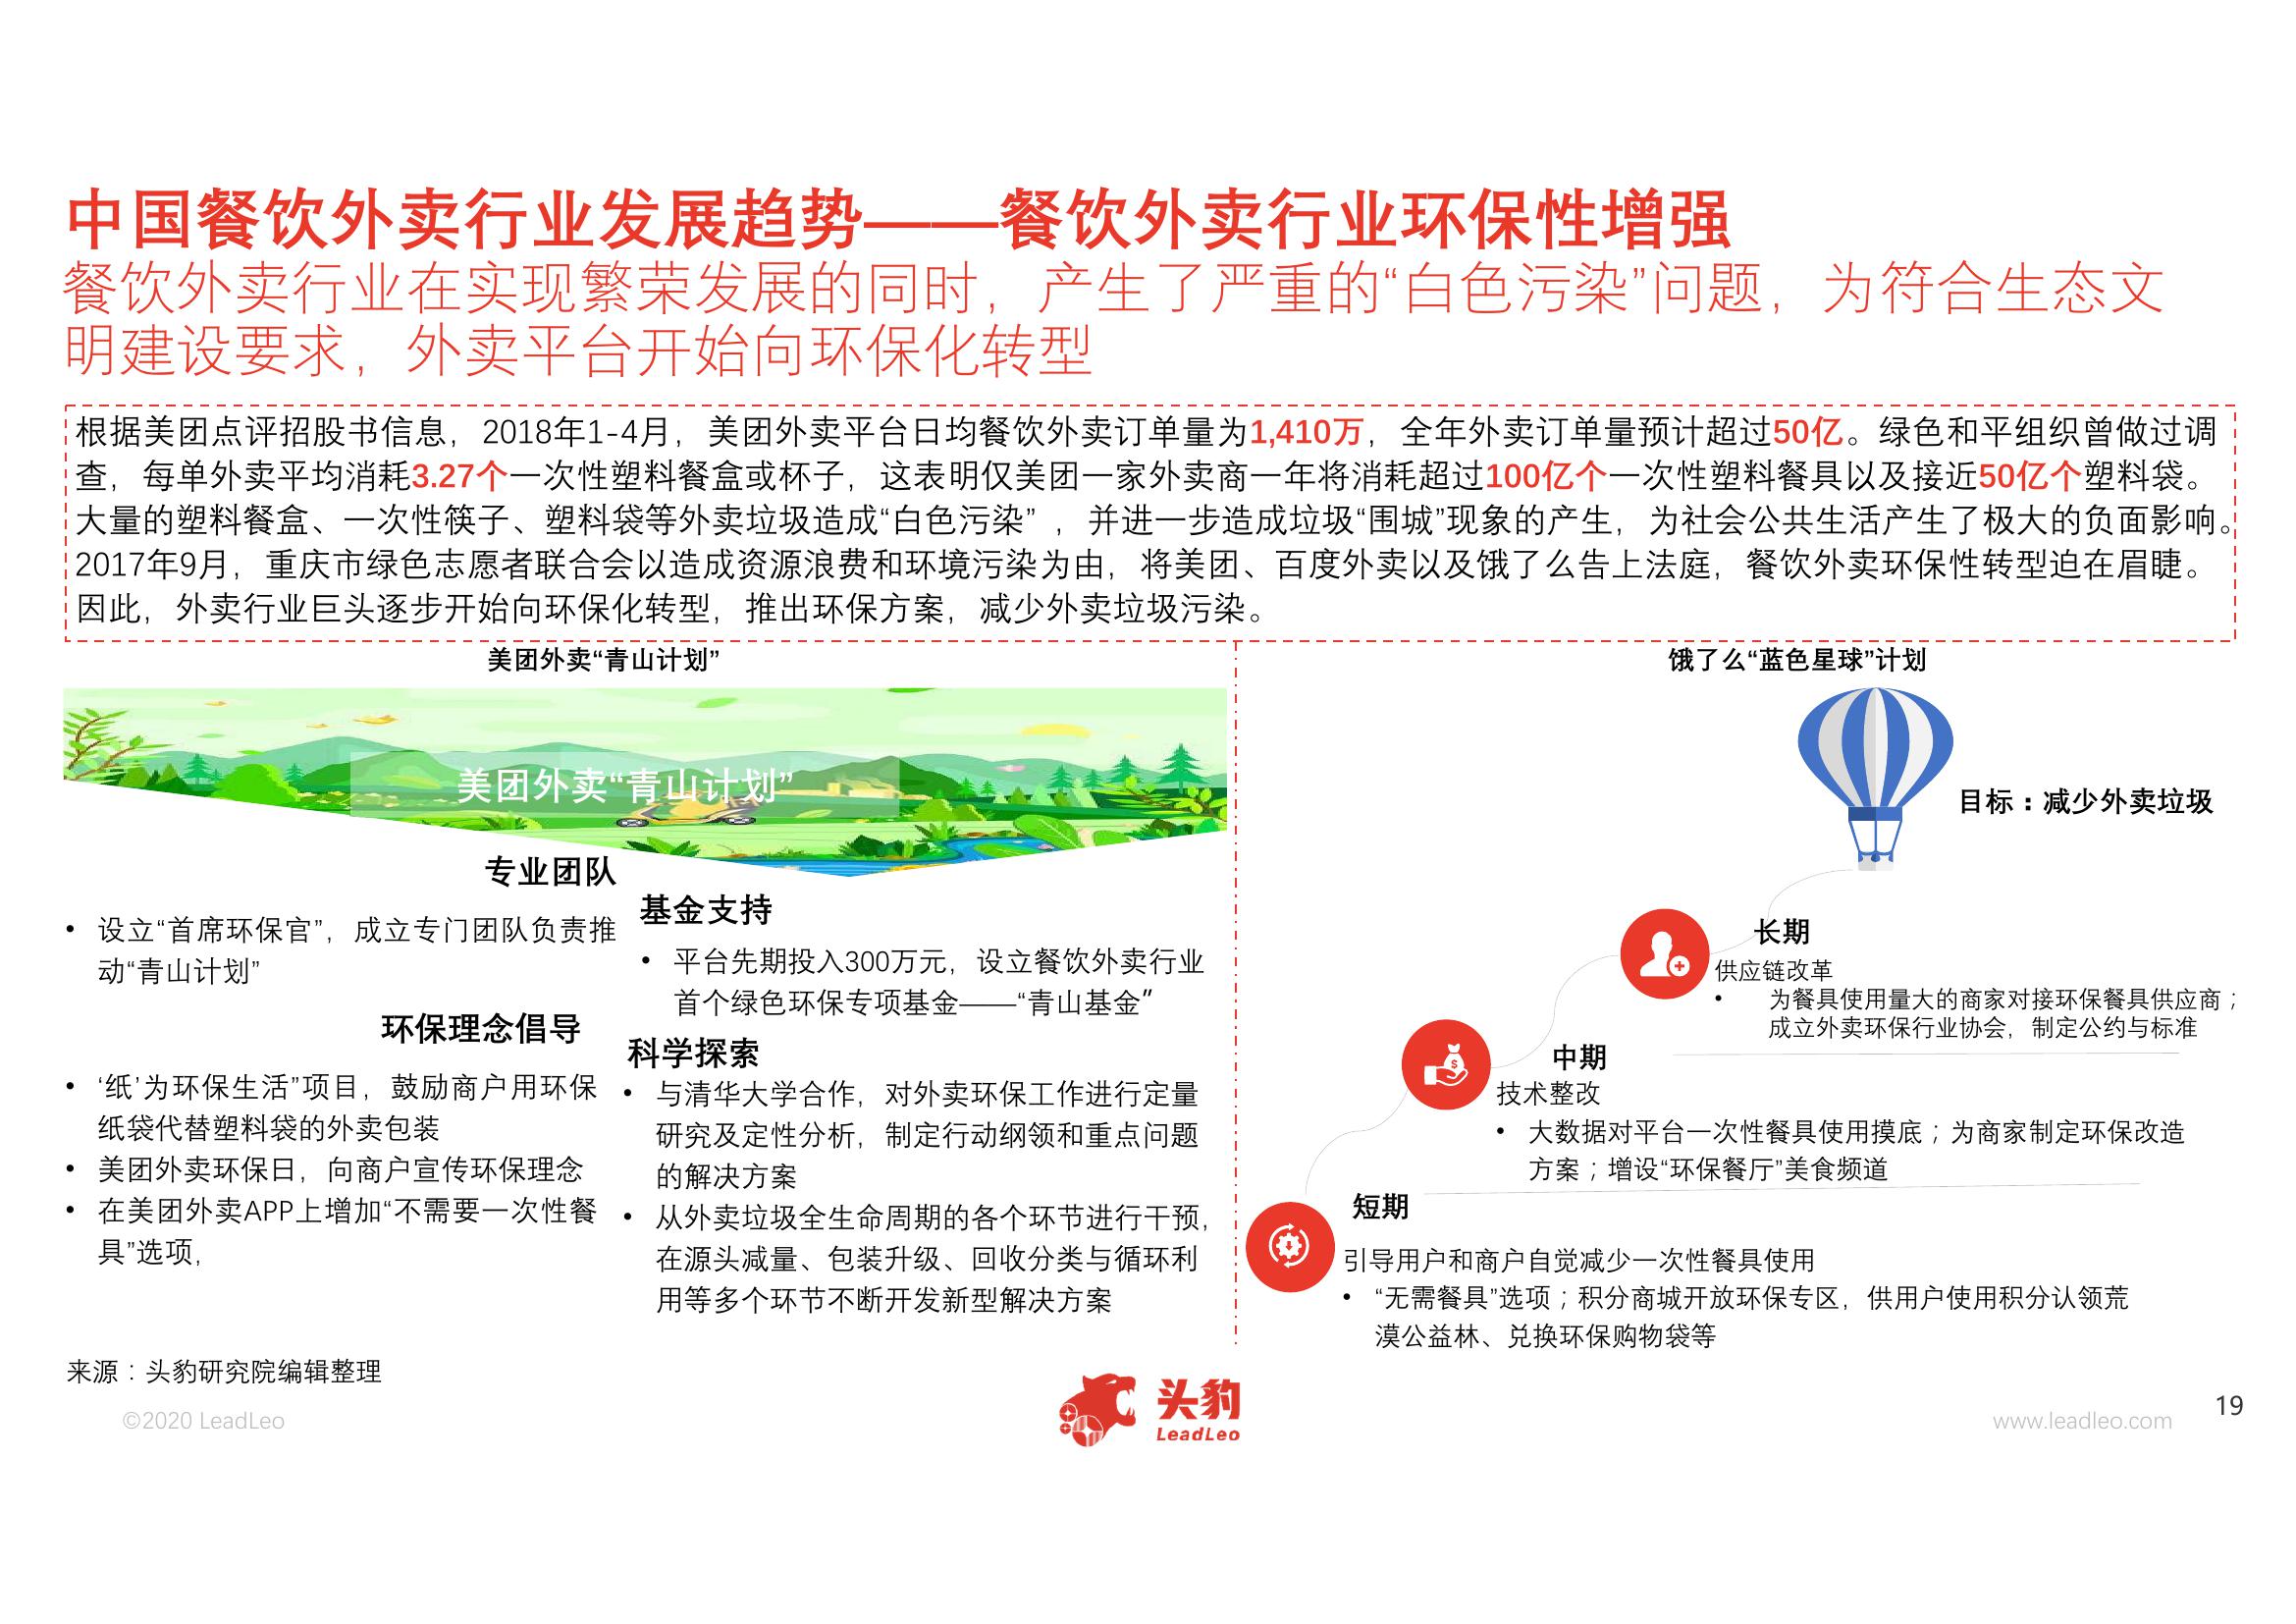 中国餐饮外卖行业发展趋势——餐饮外卖行业环保性增强
餐饮外卖行业在实现繁荣发展的同时，产生了严重的“白色污染”问题，为符合生态文
明建设要求，外卖平台开始向环保化转型
根据美团点评招股书信息，2018年1-4月，美团外卖平台日均餐饮外卖订单量为1,410万，全年外卖订单量预计超过50亿。绿色和平组织曾做过调
查，每单外卖平均消耗3.27个一次性塑料餐盒或杯子，这表明仅美团一家外卖商一年将消耗超过100亿个一次性塑料餐具以及接近50亿个塑料袋。
大量的塑料餐盒、一次性筷子、塑料袋等外卖垃圾造成“白色污染”，并进一步造成垃圾“围城”现象的产生，为社会公共生活产生了极大的负面影响。
2017年9月，重庆市绿色志愿者联合会以造成资源浪费和环境污染为由，将美团、百度外卖以及饿了么告上法庭，餐饮外卖环保性转型迫在眉睫。
因此，外卖行业巨头逐步开始向环保化转型，推出环保方案，减少外卖垃圾污染。
美团外卖“青山计划”
美团外卖“青山计划”
专业团队
• 设立“首席环保官”，成立专门团队负责推
动“青山计划”
环保理念倡导
• ‘纸’为环保生活”项目，鼓励商户用环保
纸袋代替塑料袋的外卖包装
• 美团外卖环保日，向商户宣传环保理念
• 在美团外卖APP上增加“不需要一次性餐
具”选项，
基金支持
• 平台先期投入300万元，设立餐饮外卖行业
首个绿色环保专项基金——“青山基金”
科学探索
• 与清华大学合作，对外卖环保工作进行定量
研究及定性分析，制定行动纲领和重点问题
的解决方案
• 从外卖垃圾全生命周期的各个环节进行干预，
在源头减量、包装升级、回收分类与循环利
用等多个环节不断开发新型解决方案
饿了么“蓝色星球”计划
目标：减少外卖垃圾
长期
供应链改革
• 为餐具使用量大的商家对接环保餐具供应商；
成立外卖环保行业协会，制定公约与标准
中期
技术整改
• 大数据对平台一次性餐具使用摸底；为商家制定环保改造
方案；增设“环保餐厅”美食频道
短期
引导用户和商户自觉减少一次性餐具使用
• “无需餐具”选项；积分商城开放环保专区，供用户使用积分认领荒
漠公益林、兑换环保购物袋等
来源：头豹研究院编辑整理
©2020 LeadLeo
头豹
LeadLeo
www.leadleo.com
19